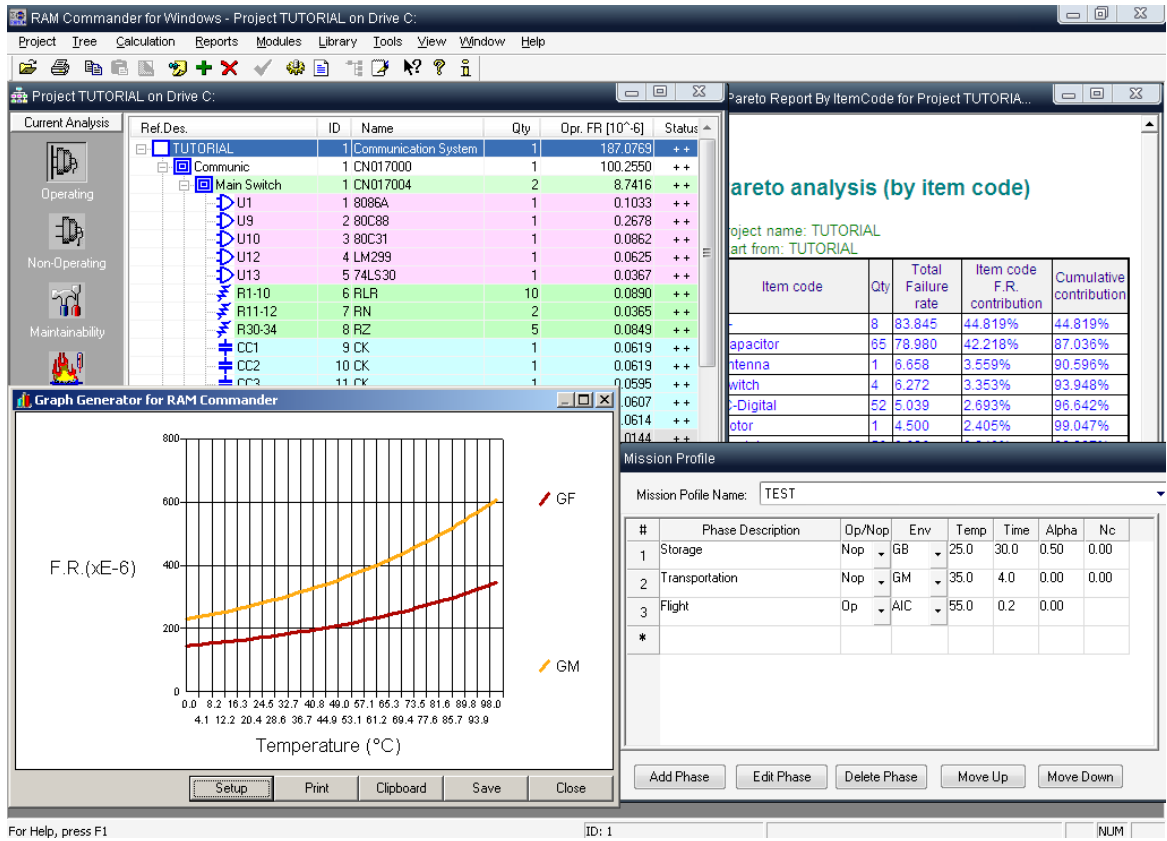 RAM Commander for Windows - Project TUTORIAL on Drive C:
Project Tree Calculation Reports Modules Library Tools View Window Help
Project TUTORIAL on Drive C:
Current Analysis
Operating
Non-Operating
Maintainability
Ref.Des. ID Name Qty Opr. FR [10^-6] Status
TUTORIAL 1 Communication System 1 187.0769 ++
Communic 1 CN017000 1 100.2550 ++
Main Switch 1 CN017004 2 8.7416 ++
U1 1 8086A 1 0.1033 ++
U9 2 80C88 1 0.2678 ++
U10 3 80C31 1 0.0862 ++
U12 4 LM299 1 0.0625 ++
U13 5 74LS30 1 0.0367 ++
R1-10 6 RLR 10 0.0890 ++
R11-12 7 RN 2 0.0365 ++
R30-34 8 RZ 5 0.0849 ++
CC1 9 CK 1 0.0619 ++
CC2 10 CK 1 0.0619 ++
CC3 11 CK 1 0.0595 ++
.0607 ++
.0614 ++
.0144 ++
Pareto Report By ItemCode for Project TUTORIA...
areto analysis (by item code)
roject name: TUTORIAL
art from: TUTORIAL
Item code Qty Total Failure rate Item code F.R. contribution Cumulative contribution
- 8 83.845 44.819% 44.819%
apacitor 65 78.980 42.218% 87.036%
ntenna 1 6.658 3.559% 90.596%
witch 4 6.272 3.353% 93.948%
C-Digital 52 5.039 2.693% 96.642%
otor 1 4.500 2.405% 99.047%
Graph Generator for RAM Commander
800
600
400
200
0
F.R.(xE-6)
GF
GM
0.0 8.2 16.3 24.5 32.7 40.8 49.0 57.1 65.3 73.5 81.6 89.8 98.0
4.1 12.2 20.4 28.6 36.7 44.9 53.1 61.2 69.4 77.6 85.7 93.9
Temperature (°C)
Setup Print Clipboard Save Close
Mission Profile
Mission Pofile Name: TEST
# Phase Description Op/Nop Env Temp Time Alpha Nc
1 Storage Nop GB 25.0 30.0 0.50 0.00
2 Transportation Nop GM 35.0 4.0 0.00 0.00
3 Flight Op AIC 55.0 0.2 0.00
*
Add Phase Edit Phase Delete Phase Move Up Move Down
For Help, press F1 ID: 1 NUM